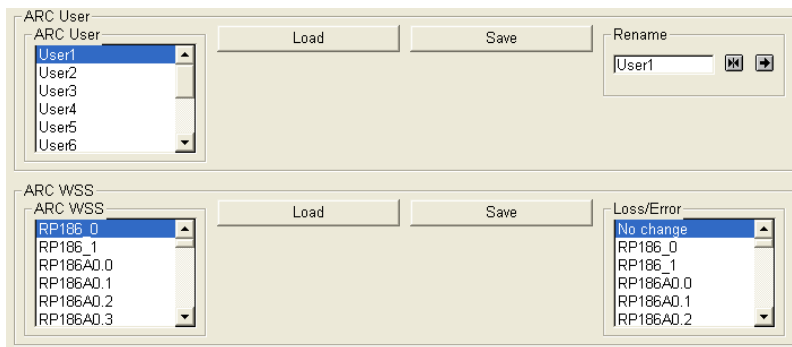 ARC User
ARC User
Load
Save
Rename
User1
User2
User3
User4
User5
User6
User1
ARC WSS
ARC WSS
Load
Save
Loss/Error
RP186_0
RP186_1
RP186A0.0
RP186A0.1
RP186A0.2
RP186A0.3
No change
RP186_0
RP186_1
RP186A0.0
RP186A0.1
RP186A0.2